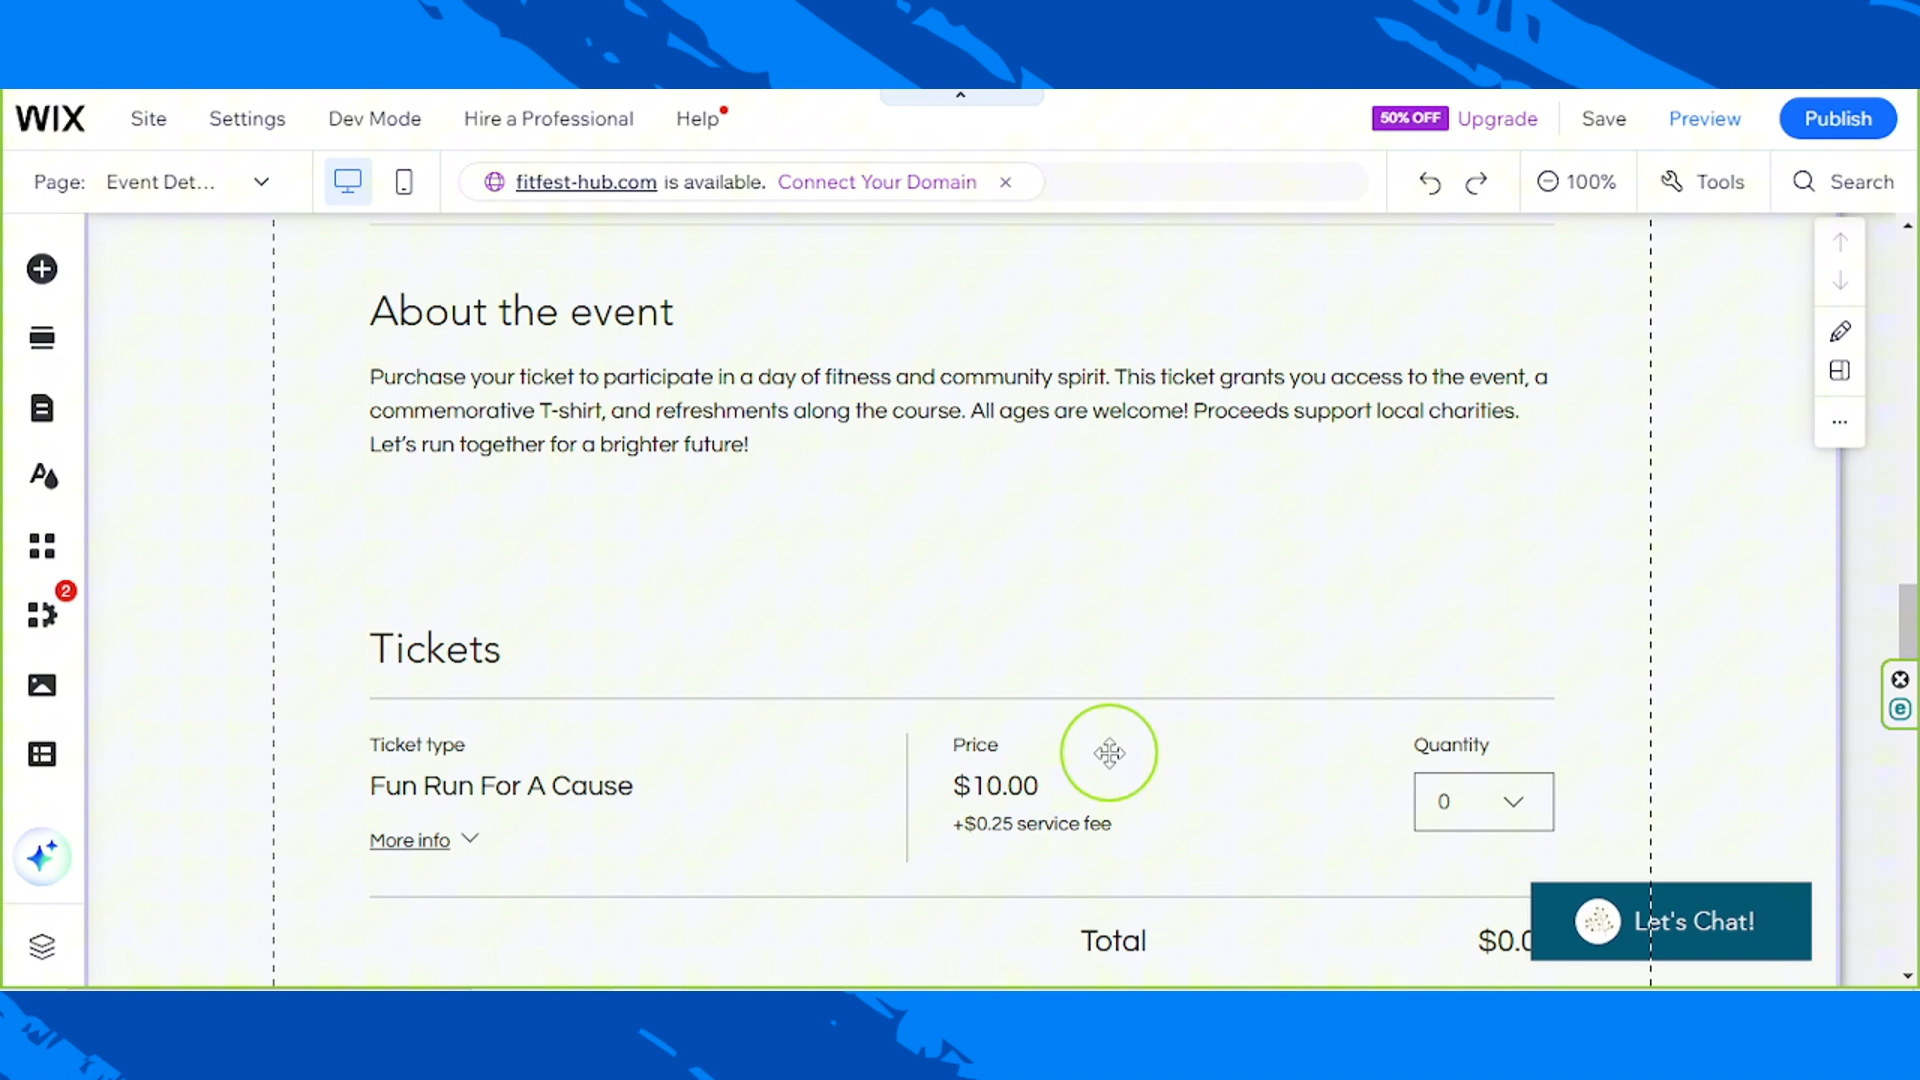 WIX Site Settings Dev Mode Hire a Professional Help 50% OFF Upgrade Save Preview Publish
Page: Event Det... fitfest-hub.com is available. Connect Your Domain 100% Tools Search
About the event
Purchase your ticket to participate in a day of fitness and community spirit. This ticket grants you access to the event, a
commemorative T-shirt, and refreshments along the course. All ages are welcome! Proceeds support local charities.
Let's run together for a brighter future!
2
Tickets
Ticket type Price Quantity
Fun Run For A Cause $10.00 0
+$0.25 service fee
More info
Let's Chat!
Total $0.0